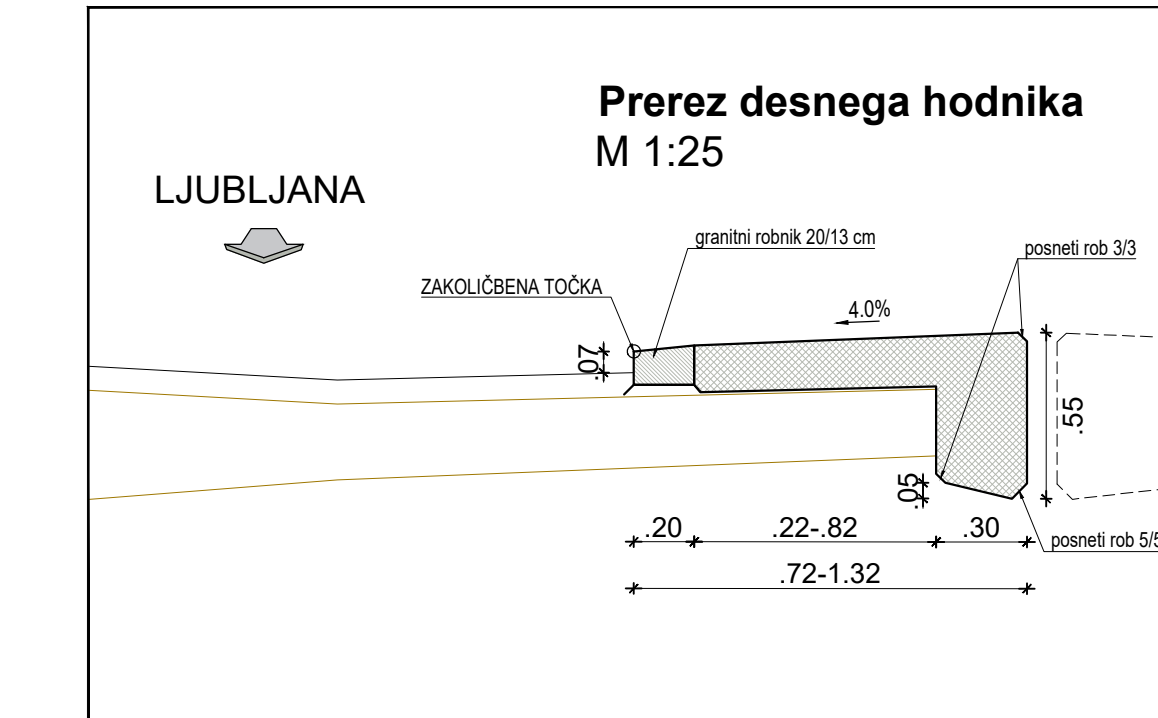 Prerez desnega hodnika
M 1:25
LJUBLJANA
granitni robnik 20/13 cm
posneti rob 3/3
ZAKOLIČBENA TOČKA
4.0%
.07
.55
.05
.20
.22-.82
.30
posneti rob 5/5
.72-1.32